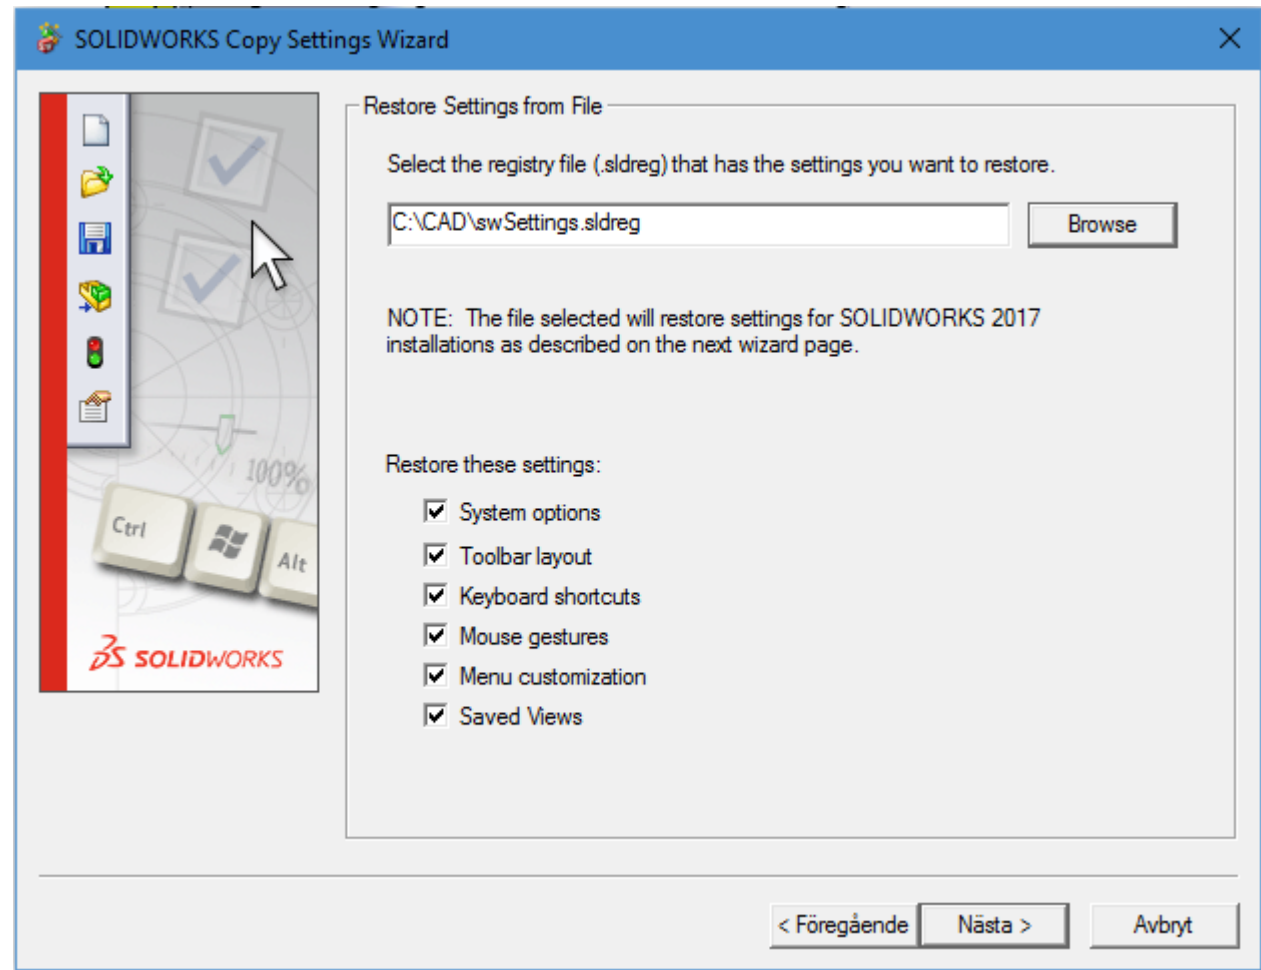 SOLIDWORKS Copy Settings Wizard
Restore Settings from File
Select the registry file (.sldreg) that has the settings you want to restore.
C:\CAD\swSettings.sldreg
Browse
NOTE:  The file selected will restore settings for SOLIDWORKS 2017
installations as described on the next wizard page.
100%
Ctrl
Alt
SOLIDWORKS
Restore these settings:
System options
Toolbar layout
Keyboard shortcuts
Mouse gestures
Menu customization
Saved Views
< Föregående
Nästa >
Avbryt